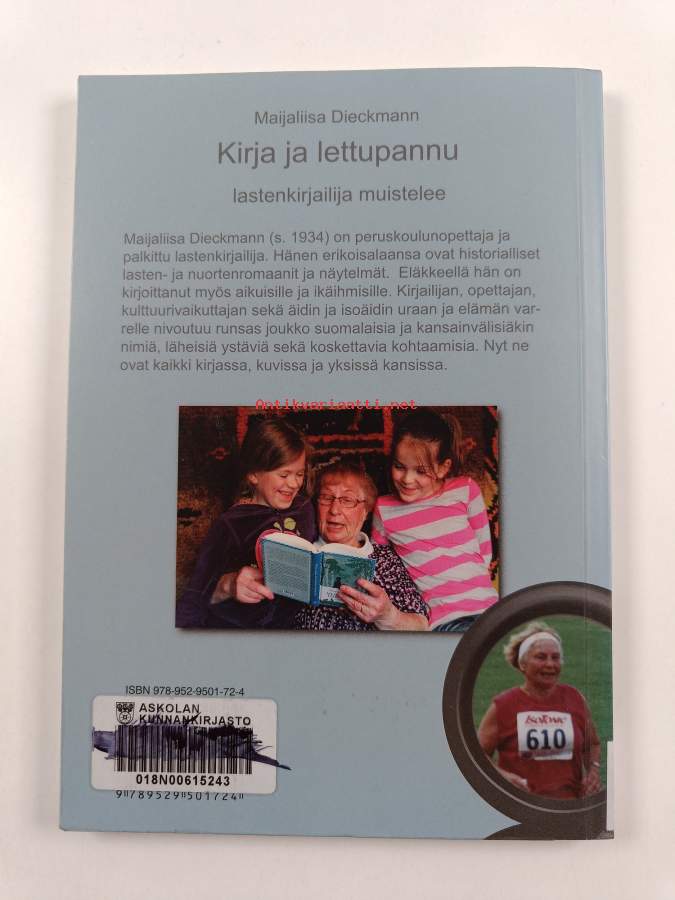 Maijaliisa Dieckmann
Kirja ja lettupannu
lastenkirjailija muistelee
Maijaliisa Dieckmann (s. 1934) on peruskoulunopettaja ja
palkittu lastenkirjailija. Hänen erikoisalaansa ovat historialliset
lasten- ja nuortenromaanit ja näytelmät.  Eläkkeellä hän on
kirjoittanut myös aikuisille ja ikäihmisille. Kirjailijan, opettajan,
kulttuurivaikuttajan sekä äidin ja isoäidin uraan ja elämän var-
relle nivoutuu runsas joukko suomalaisia ja kansainvälisiäkin
nimiä, läheisiä ystäviä sekä koskettavia kohtaamisia. Nyt ne
ovat kaikki kirjassa, kuvissa ja yksissä kansissa.
Antikvariaatti.net
610
ISBN 978-952-9501-72-4
ASKOLAN
KUNNANKIRJASTO
018N00615243
9 789529 501724